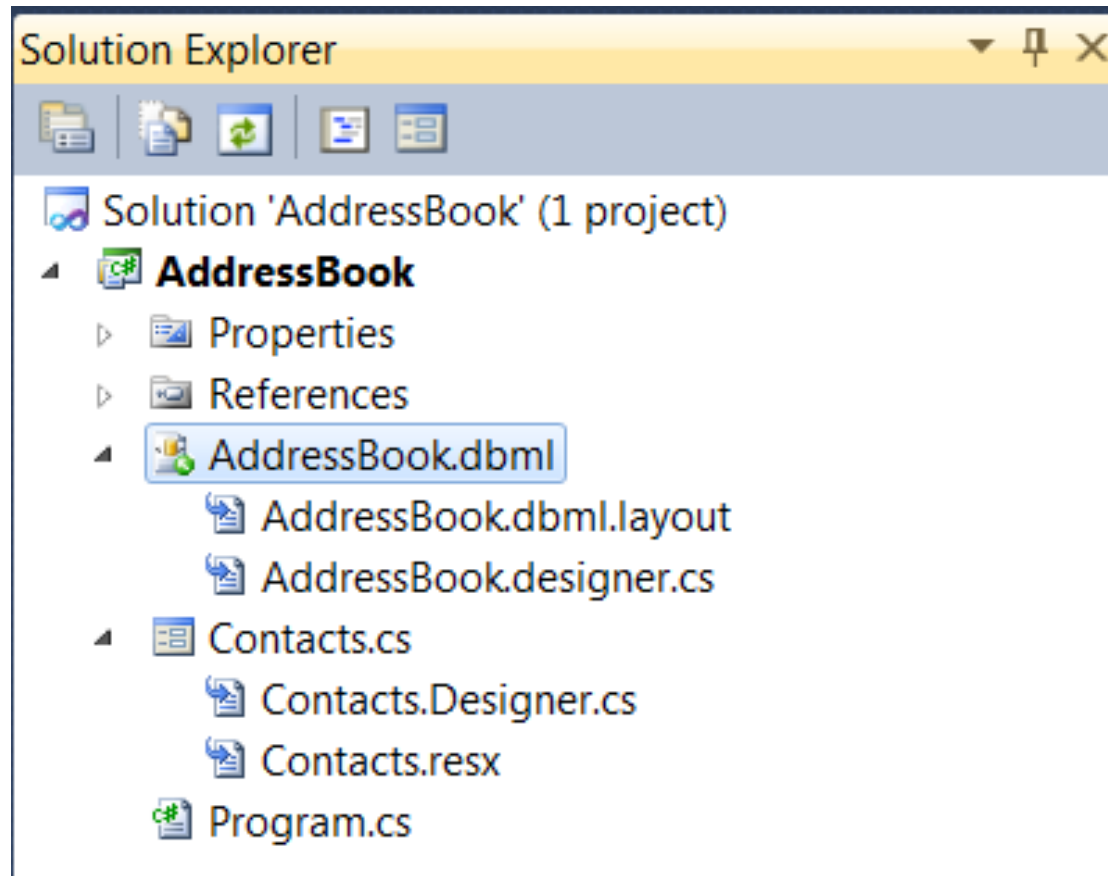 Solution Explorer
Solution 'AddressBook' (1 project)
AddressBook
Properties
References
AddressBook.dbml
AddressBook.dbml.layout
AddressBook.designer.cs
Contacts.cs
Contacts.Designer.cs
Contacts.resx
Program.cs